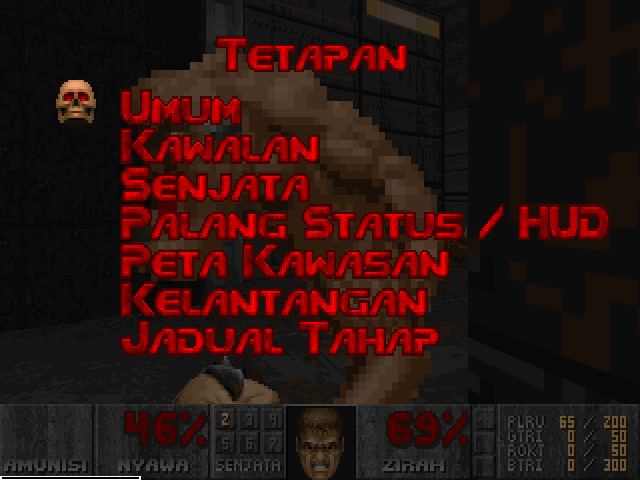 Tetapan
Umum
Kawalan
Senjata
Palang Status / HUD
Peta Kawasan
Kelantangan
Jadual Tahap
46% 2 3 4 69% PLRU 65 / 200
5 6 7 GTRI 0 / 50
ROKT 0 / 50
AMUNISI NYAWA SENJATA ZIRAH BTRI 0 / 300